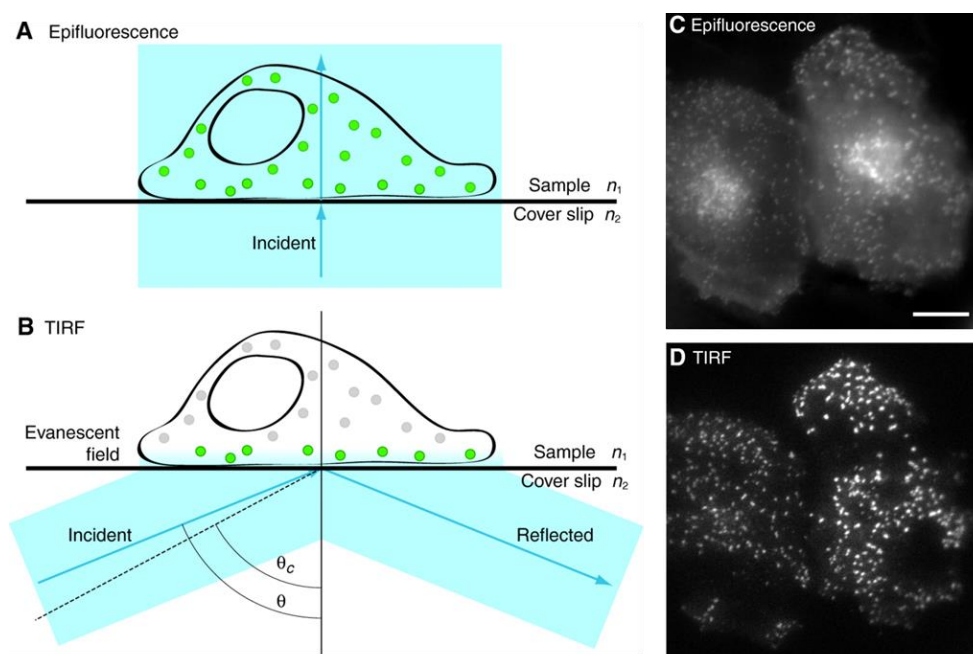 A Epifluorescence
Sample n₁
Cover slip n₂
Incident
B TIRF
Evanescent
field
Sample n₁
Cover slip n₂
Incident
Reflected
θc
θ
C Epifluorescence
D TIRF